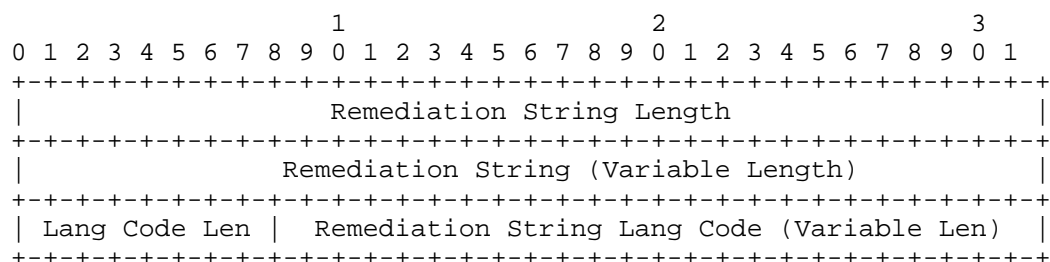 1                   2                   3
0 1 2 3 4 5 6 7 8 9 0 1 2 3 4 5 6 7 8 9 0 1 2 3 4 5 6 7 8 9 0 1
+-+-+-+-+-+-+-+-+-+-+-+-+-+-+-+-+-+-+-+-+-+-+-+-+-+-+-+-+-+-+-+-+
|                   Remediation String Length                   |
+-+-+-+-+-+-+-+-+-+-+-+-+-+-+-+-+-+-+-+-+-+-+-+-+-+-+-+-+-+-+-+-+
|                Remediation String (Variable Length)           |
+-+-+-+-+-+-+-+-+-+-+-+-+-+-+-+-+-+-+-+-+-+-+-+-+-+-+-+-+-+-+-+-+
| Lang Code Len |  Remediation String Lang Code (Variable Len)  |
+-+-+-+-+-+-+-+-+-+-+-+-+-+-+-+-+-+-+-+-+-+-+-+-+-+-+-+-+-+-+-+-+